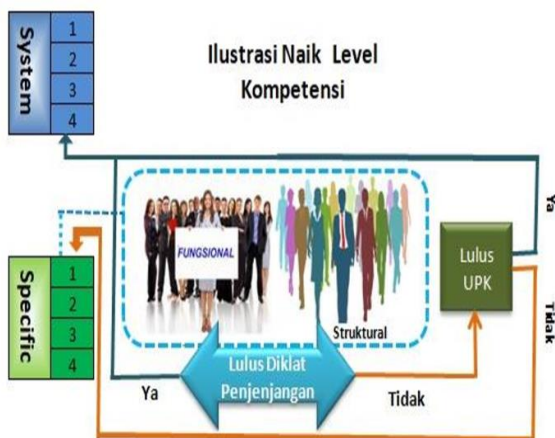 System
1
2
3
4
Ilustrasi Naik Level
Kompetensi
FUNGSIONAL
Struktural
Specific
1
2
3
4
Lulus Diklat
Penjenjangan
Ya
Tidak
Lulus
UPK
Ya
Tidak